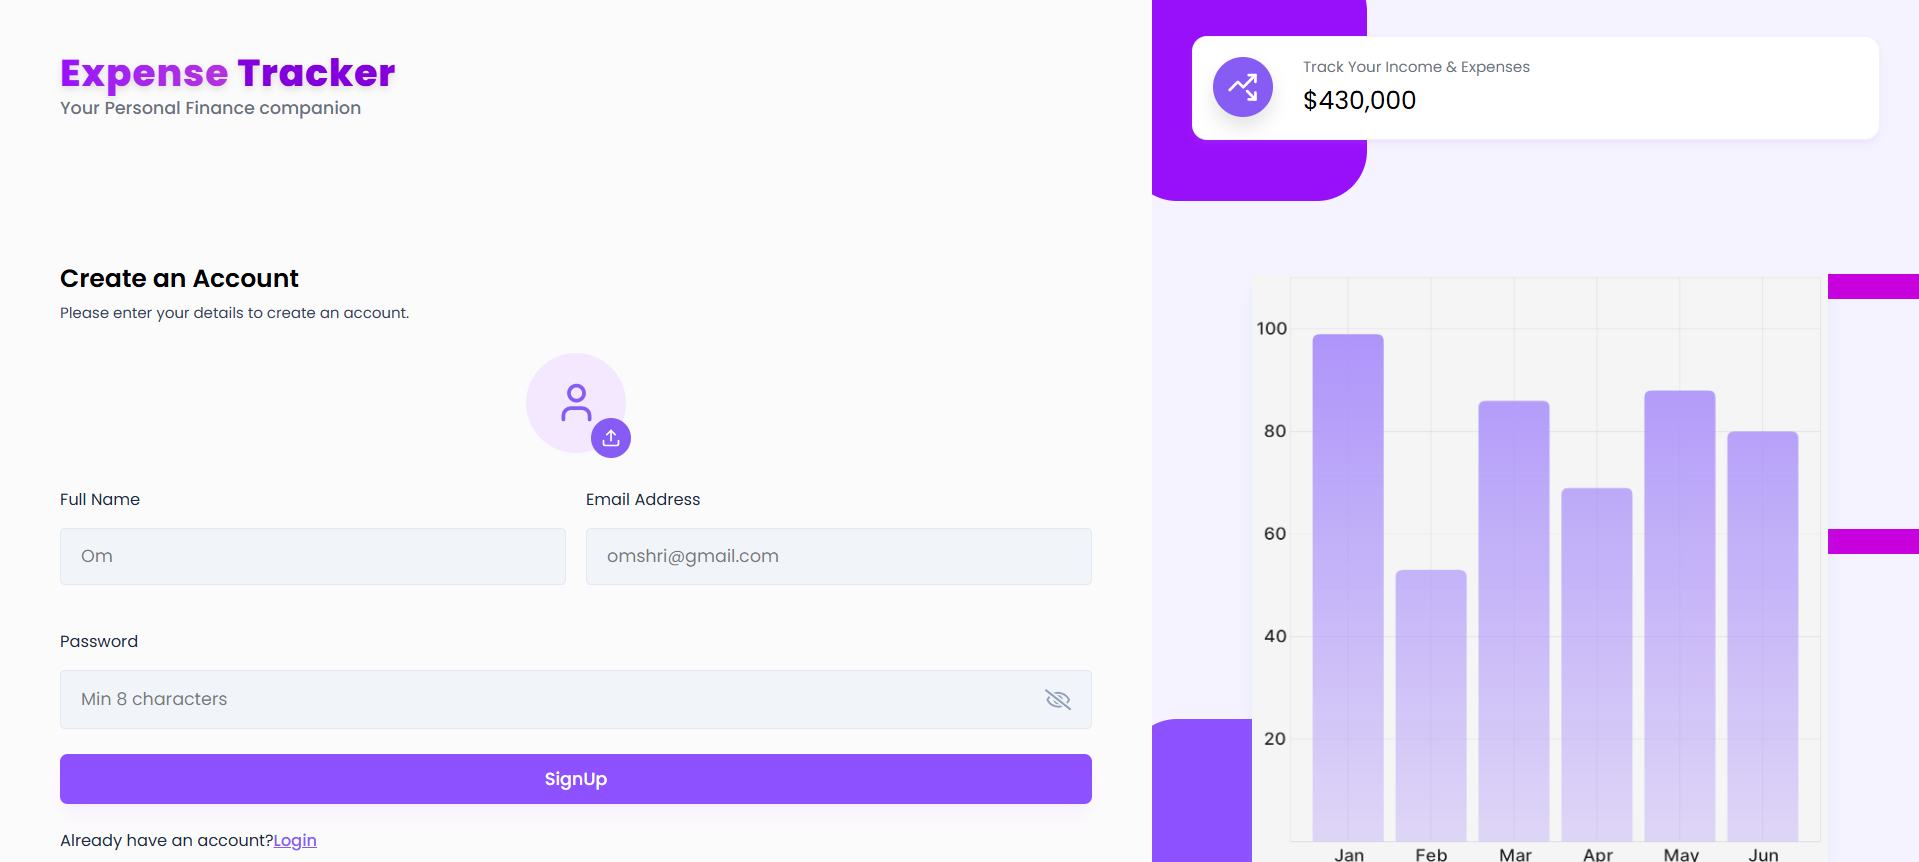 Expense Tracker
Your Personal Finance companion
Create an Account
Please enter your details to create an account.
Full Name
Email Address
Om
omshri@gmail.com
Password
Min 8 characters
SignUp
Already have an account?Login
Track Your Income & Expenses
$430,000
100
80
60
40
20
Jan Feb Mar Apr May Jun